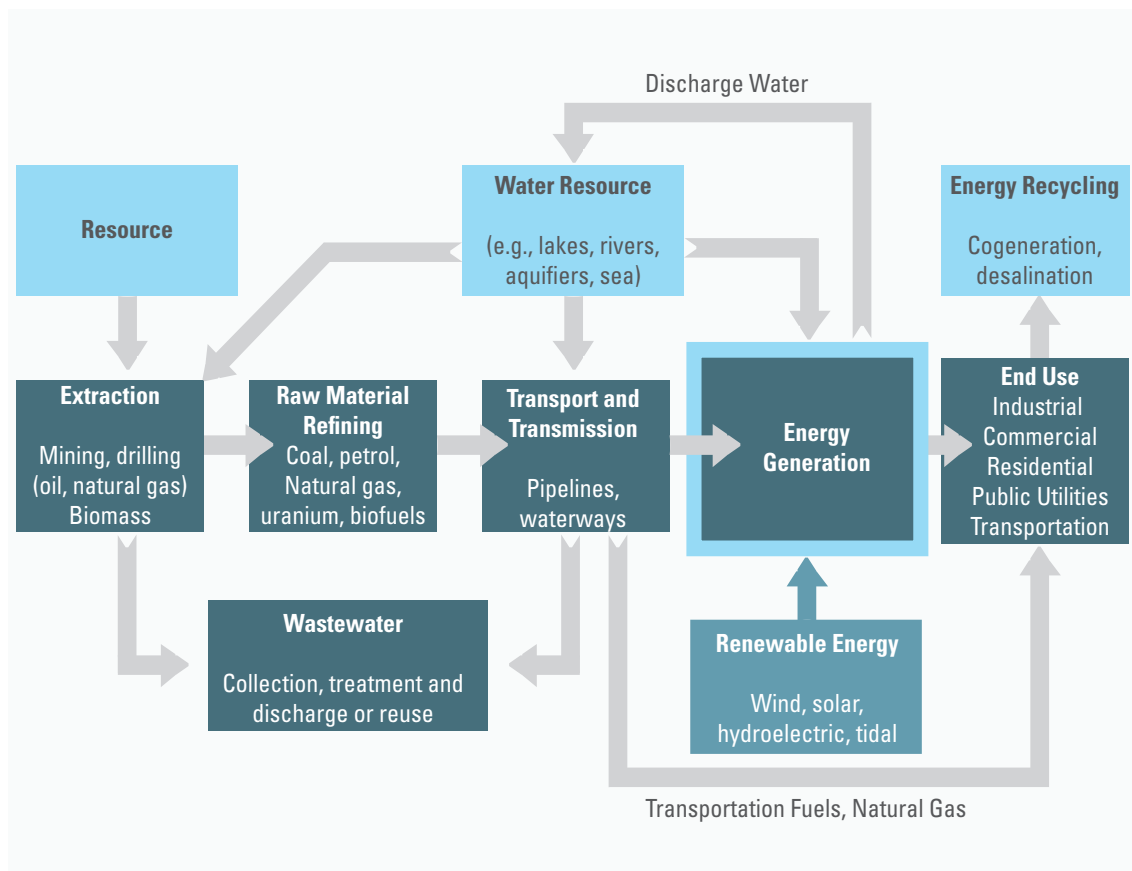 Discharge Water
Resource
Water Resource
(e.g., lakes, rivers,
aquifiers, sea)
Energy Recycling
Cogeneration,
desalination
Extraction
Mining, drilling
(oil, natural gas)
Biomass
Raw Material
Refining
Coal, petrol,
Natural gas,
uranium, biofuels
Transport and
Transmission
Pipelines,
waterways
Energy
Generation
End Use
Industrial
Commercial
Residential
Public Utilities
Transportation
Wastewater
Collection, treatment and
discharge or reuse
Renewable Energy
Wind, solar,
hydroelectric, tidal
Transportation Fuels, Natural Gas